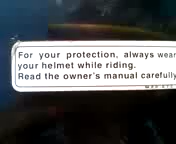 For your protection, always wear
your helmet while riding.
Read the owner's manual carefully